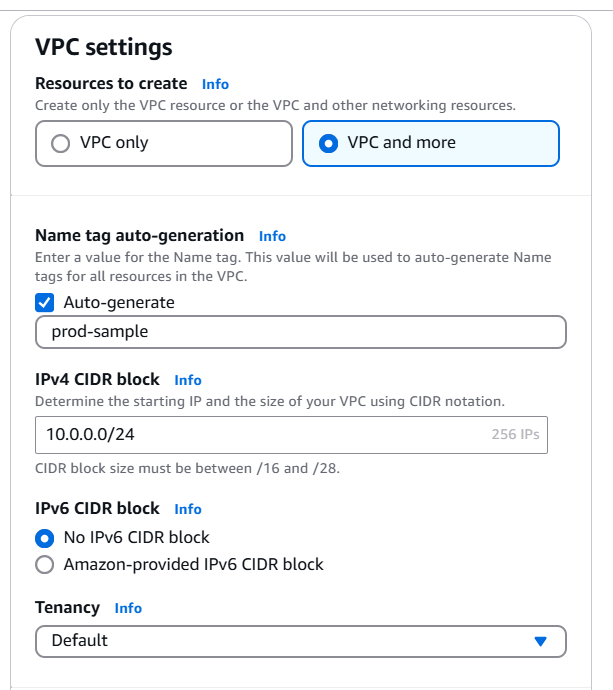 VPC settings
Resources to create Info
Create only the VPC resource or the VPC and other networking resources.
VPC only
VPC and more
Name tag auto-generation Info
Enter a value for the Name tag. This value will be used to auto-generate Name
tags for all resources in the VPC.
Auto-generate
prod-sample
IPv4 CIDR block Info
Determine the starting IP and the size of your VPC using CIDR notation.
10.0.0.0/24 256 IPs
CIDR block size must be between /16 and /28.
IPv6 CIDR block Info
No IPv6 CIDR block
Amazon-provided IPv6 CIDR block
Tenancy Info
Default